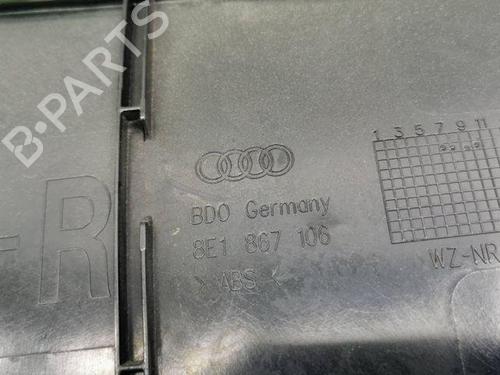 1 3 5 7 9 11
-R
BDO Germany
8E1 867 106
> ABS <
WZ-NR
B-PARTS